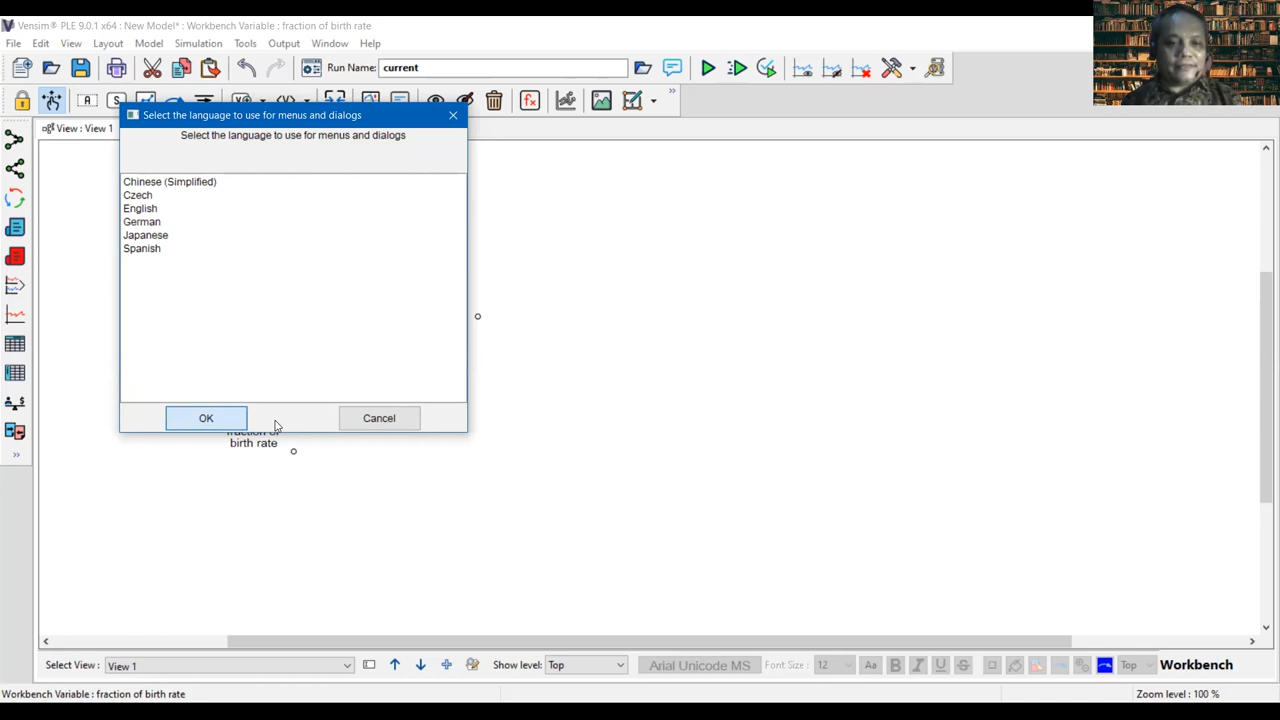 Vensim® PLE 9.0.1 x64 : New Model* : Workbench Variable : fraction of birth rate
File Edit View Layout Model Simulation Tools Output Window Help
Run Name: current
View : View 1
Select the language to use for menus and dialogs
Select the language to use for menus and dialogs
Chinese (Simplified)
Czech
English
German
Japanese
Spanish
OK Cancel
fraction of
birth rate
Select View : View 1 Show level: Top Arial Unicode MS Font Size : 12 Aa B I U S Top Workbench
Workbench Variable : fraction of birth rate Zoom level : 100 %